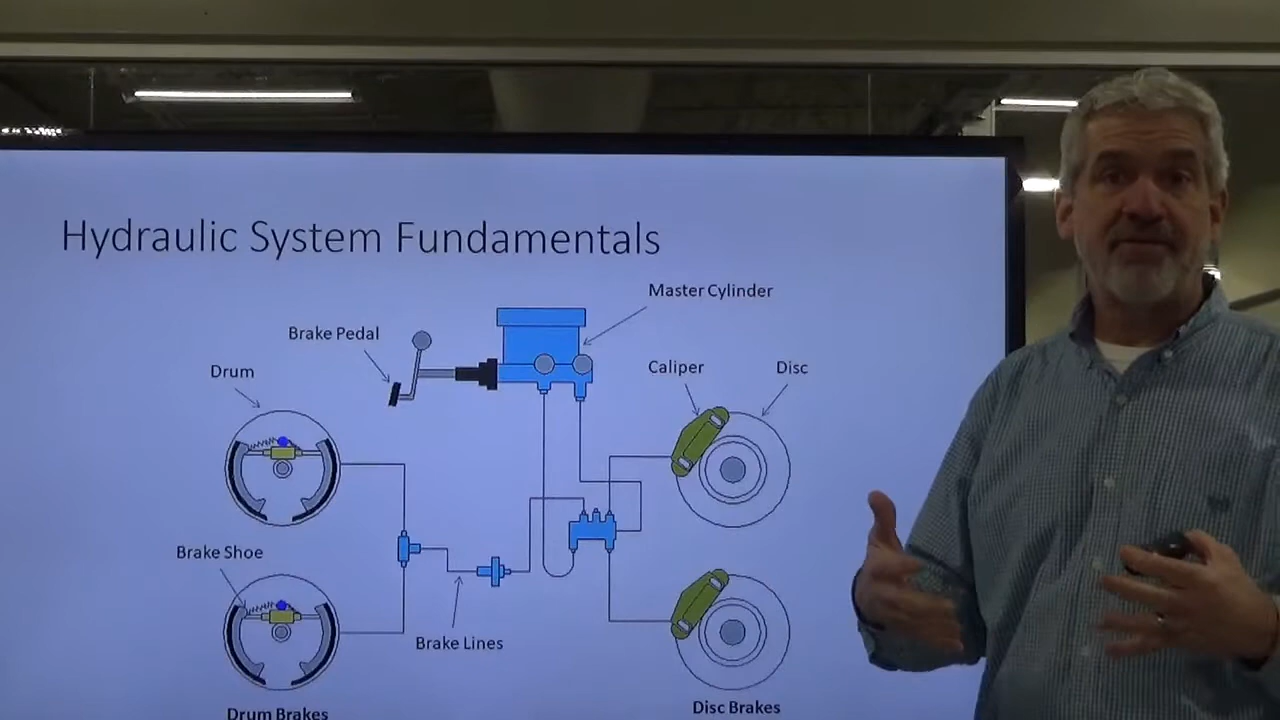 Hydraulic System Fundamentals
Master Cylinder
Brake Pedal
Drum
Caliper
Disc
Brake Shoe
Brake Lines
Drum Brakes
Disc Brakes